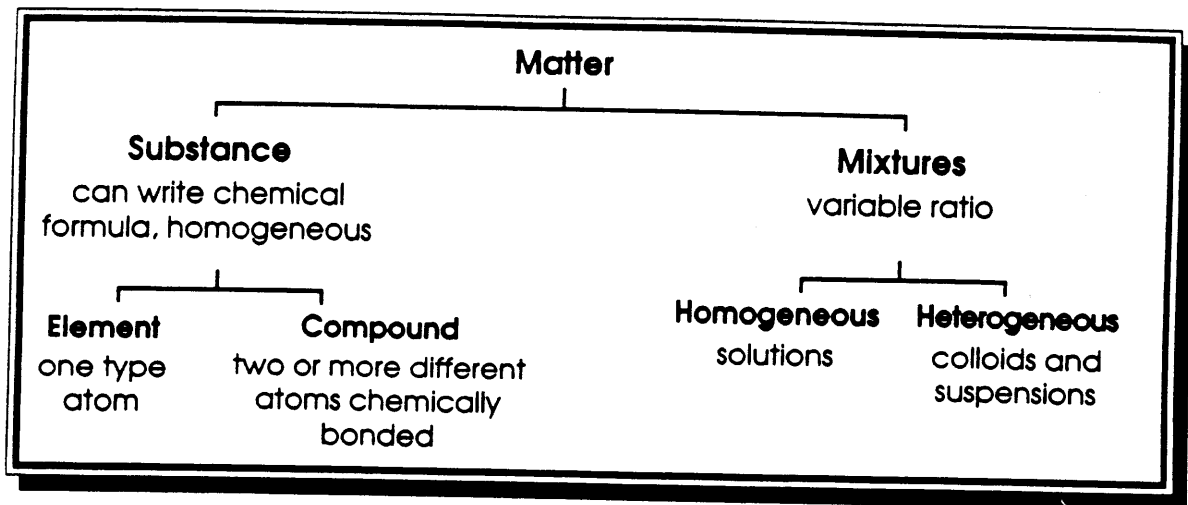 Matter
Substance
can write chemical
formula, homogeneous
Mixtures
variable ratio
Element
one type
atom
Compound
two or more different
atoms chemically
bonded
Homogeneous
solutions
Heterogeneous
colloids and
suspensions